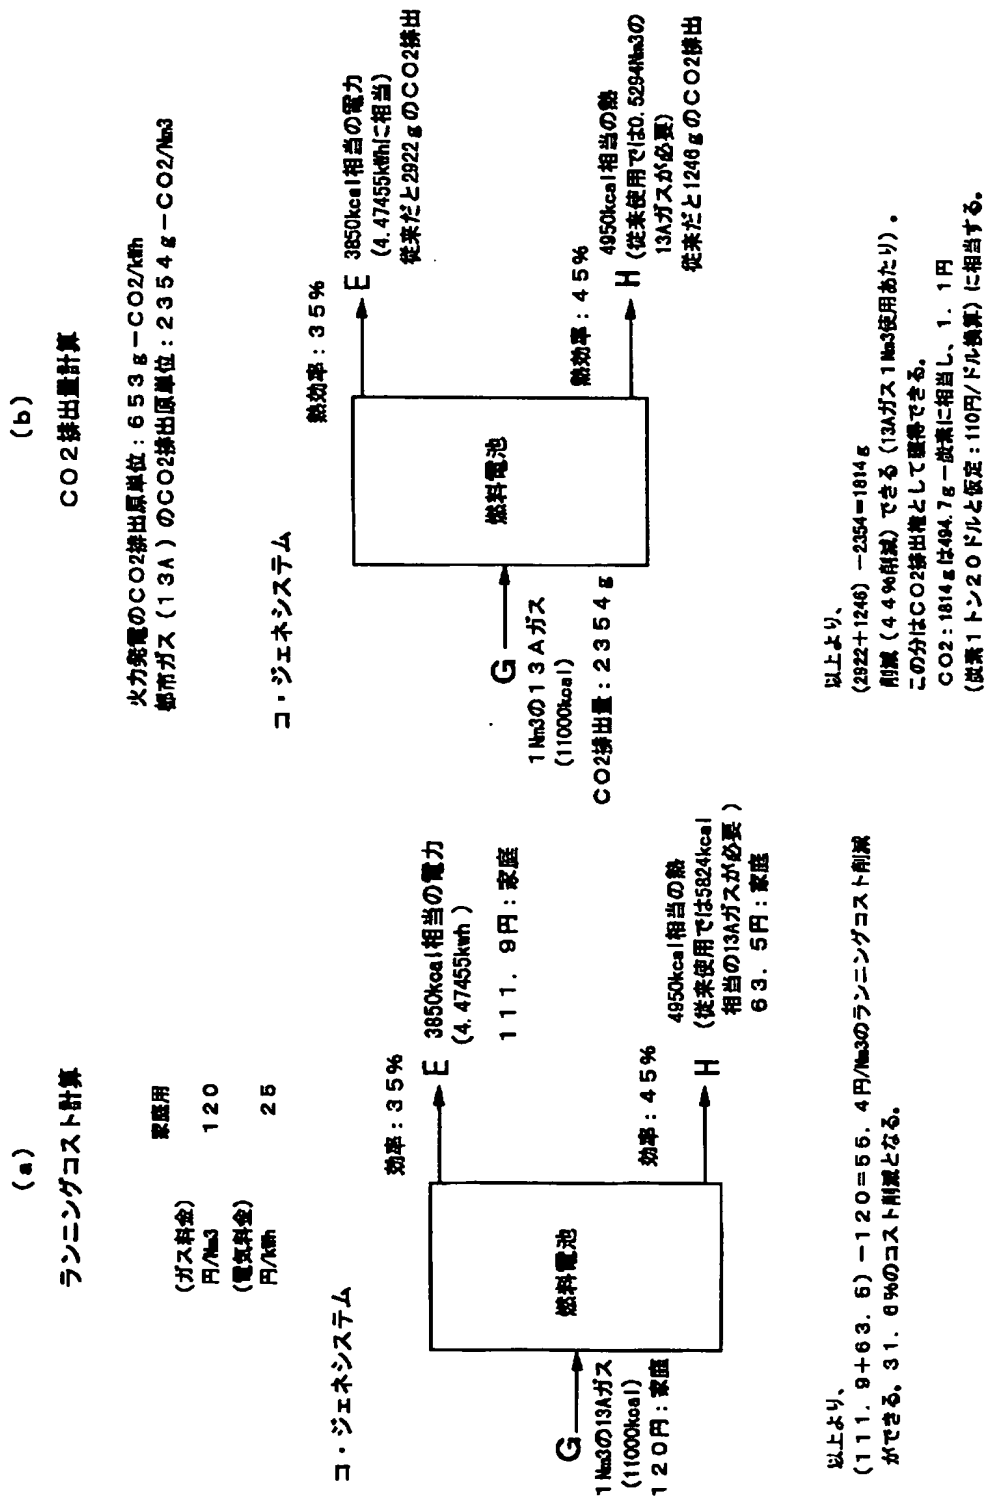 (a)
ランニングコスト計算
家庭用
(ガス料金)
円/Nm3 120
(電気料金)
円/kWh 25
コ・ジェネシステム
G
1Nm3の13Aガス
(11000kcal)
120円:家庭
燃料電池
効率:35%
E
3850kcal相当の電力
(4.47455kwh)
111.9円:家庭
効率:45%
H
4950kcal相当の熱
(従来使用では5824kcal
相当の13Aガスが必要)
63.5円:家庭
以上より、
(111.9+63.5)-120=55.4円/Nm3のランニングコスト削減
ができる。31.6%のコスト削減となる。
(b)
CO2排出量計算
火力発電のCO2排出原単位:653g-CO2/kWh
都市ガス(13A)のCO2排出原単位:2354g-CO2/Nm3
コ・ジェネシステム
G
1Nm3の13Aガス
(11000kcal)
CO2排出量:2354g
燃料電池
熱効率:35%
E
3850kcal相当の電力
(4.47455kWhに相当)
従来だと2922gのCO2排出
熱効率:45%
H
4950kcal相当の熱
(従来使用では0.5294Nm3の
13Aガスが必要)
従来だと1246gのCO2排出
以上より、
(2922+1246)-2354=1814g
削減(44%削減)できる(13Aガス1Nm3使用あたり)。
この分はCO2排出権として獲得できる。
CO2:1814gは494.7g-炭素に相当し、1.1円
(炭素1トン20ドルと仮定:110円/ドル換算)に相当する。